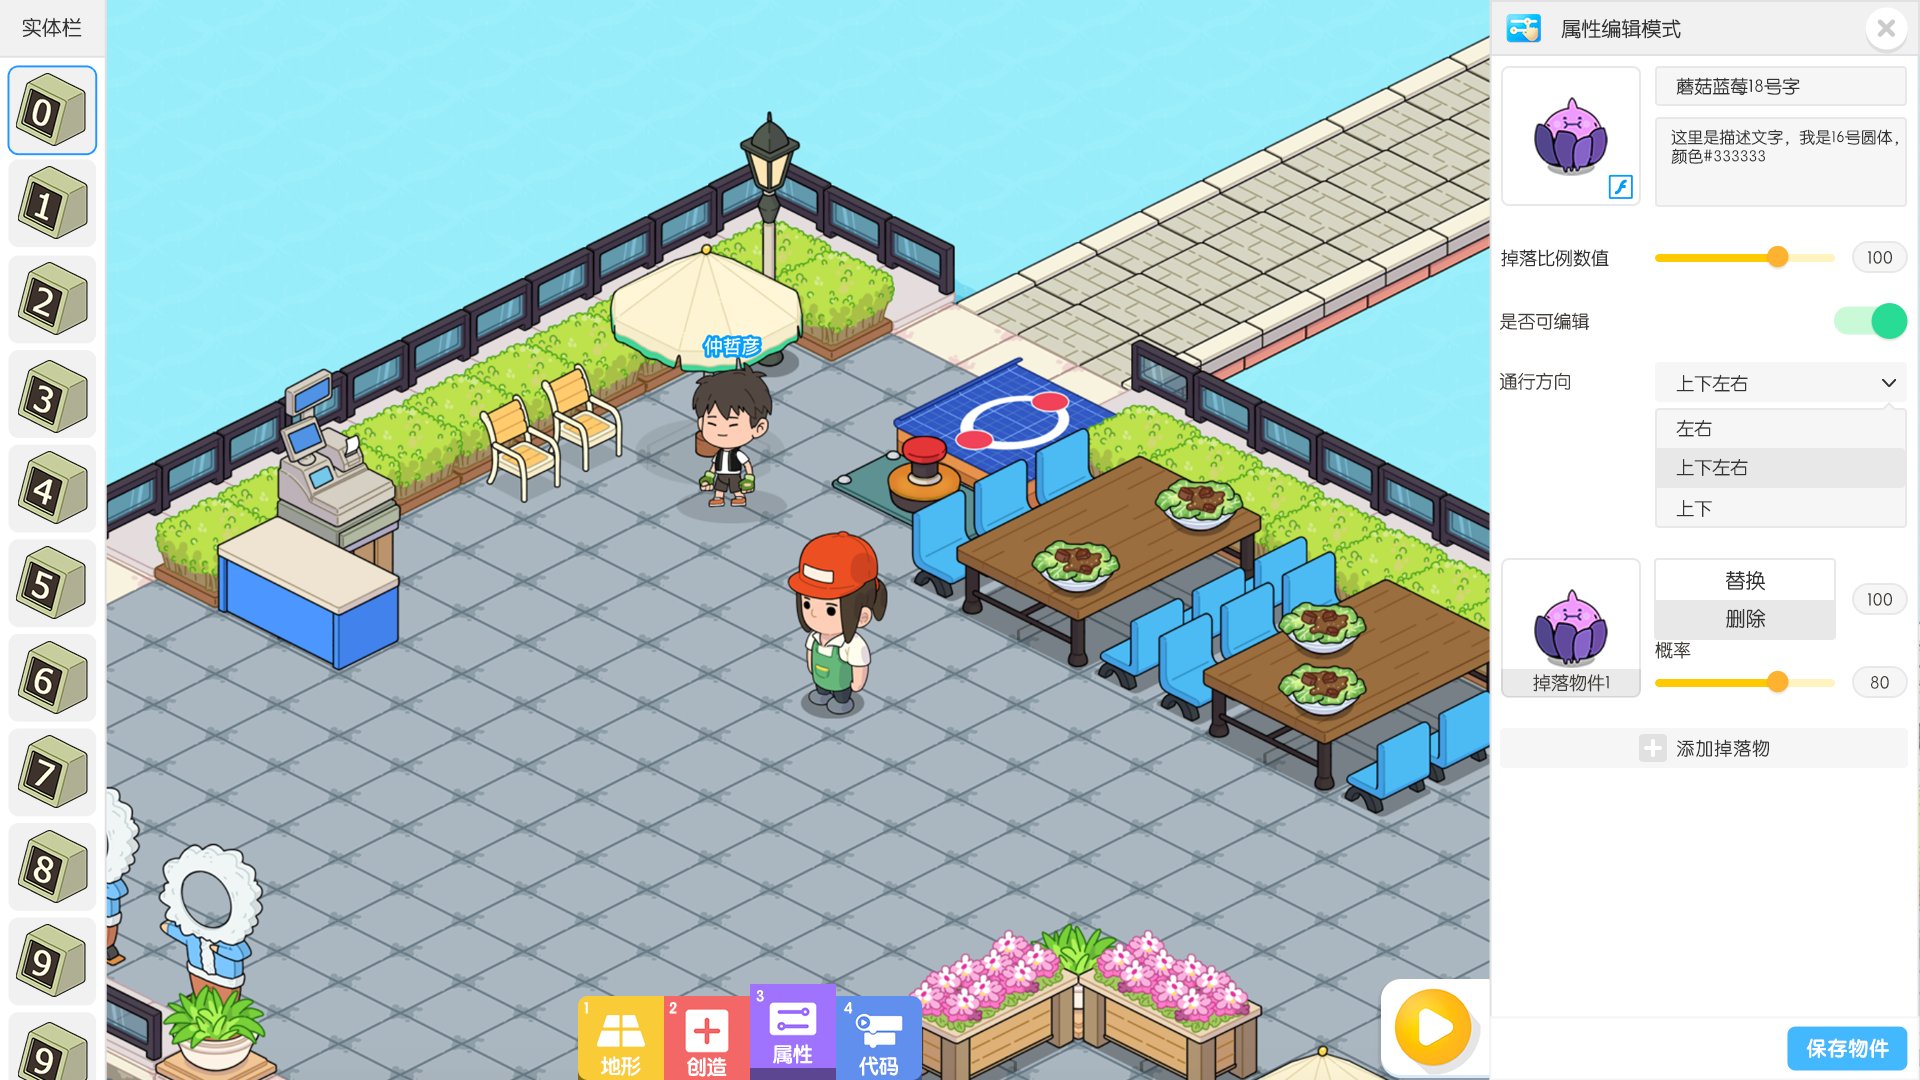 实体栏
0
1
2
3
4
5
6
7
8
9
9
仲哲彦
1
地形
2
创造
3
属性
4
代码
属性编辑模式
蘑菇蓝莓18号字
这里是描述文字，我是16号圆体，
颜色#333333
掉落比例数值
100
是否可编辑
通行方向
上下左右
左右
上下左右
上下
替换
删除
100
概率
掉落物件1
80
添加掉落物
保存物件